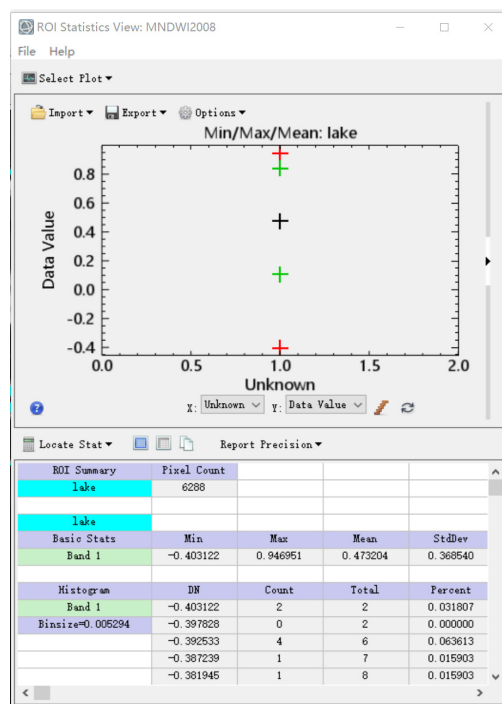 ROI Statistics View: MNDWI2008
File Help
Select Plot
Import Export Options
Min/Max/Mean: lake
0.8
0.6
0.4
0.2
0.0
-0.2
-0.4
Data Value
0.0 0.5 1.0 1.5 2.0
Unknown
X: Unknown Y: Data Value
Locate Stat Report Precision
ROI Summary Pixel Count
lake 6288
lake
Basic Stats Min Max Mean StdDev
Band 1 -0.403122 0.946951 0.473204 0.368540
Histogram DN Count Total Percent
Band 1 -0.403122 2 2 0.031807
Binsize=0.005294 -0.397828 0 2 0.000000
-0.392533 4 6 0.063613
-0.387239 1 7 0.015903
-0.381945 1 8 0.015903